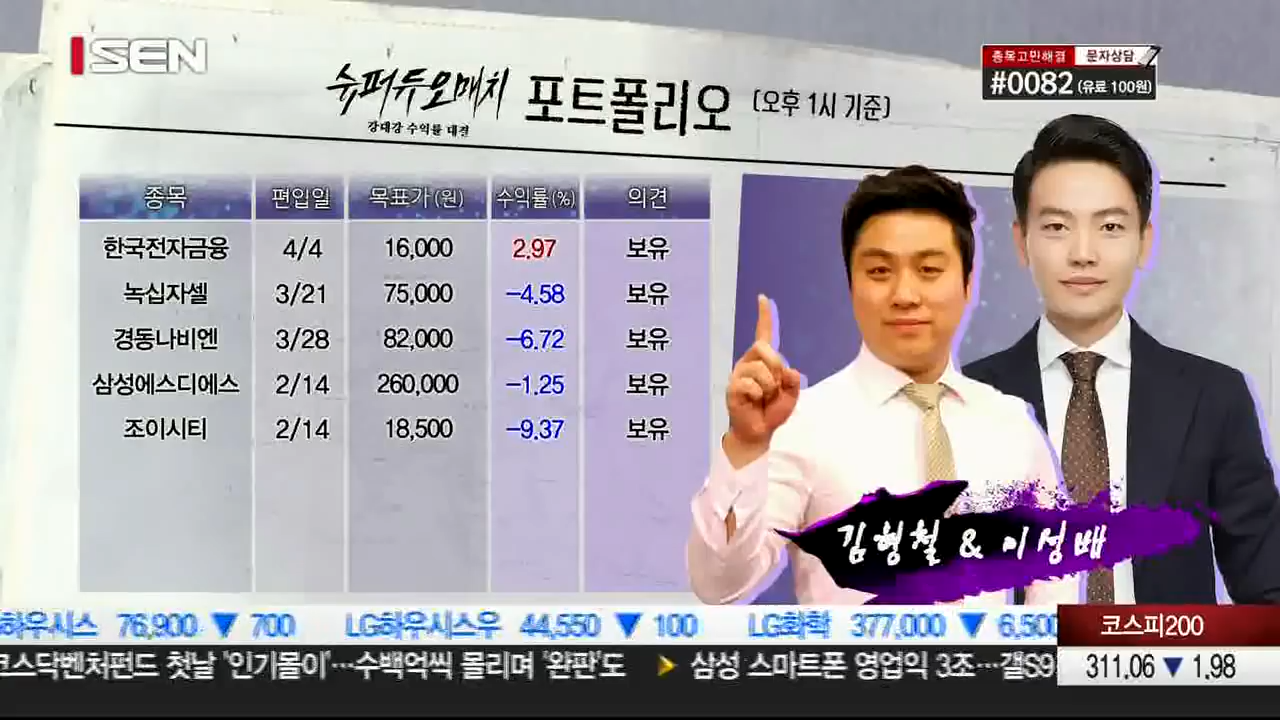 SEN
종목고민해결 문자상담
#0082 (유료 100원)
슈퍼듀오매치 포트폴리오 [오후 1시 기준]
강대강 수익률 대결
종목 편입일 목표가(원) 수익률(%) 의견
한국전자금융 4/4 16,000 2.97 보유
녹십자셀 3/21 75,000 -4.58 보유
경동나비엔 3/28 82,000 -6.72 보유
삼성에스디에스 2/14 260,000 -1.25 보유
조이시티 2/14 18,500 -9.37 보유
김형철 & 이성배
하우시스 76,900 ▼ 700 LG하우시스우 44,550 ▼ 100 LG화학 377,000 ▼ 6,500
코스피200
코스닥벤처펀드 첫날 '인기몰이'…수백억씩 몰리며 '완판'도 > 삼성 스마트폰 영업익 3조…갤S9
311.06 ▼ 1.98